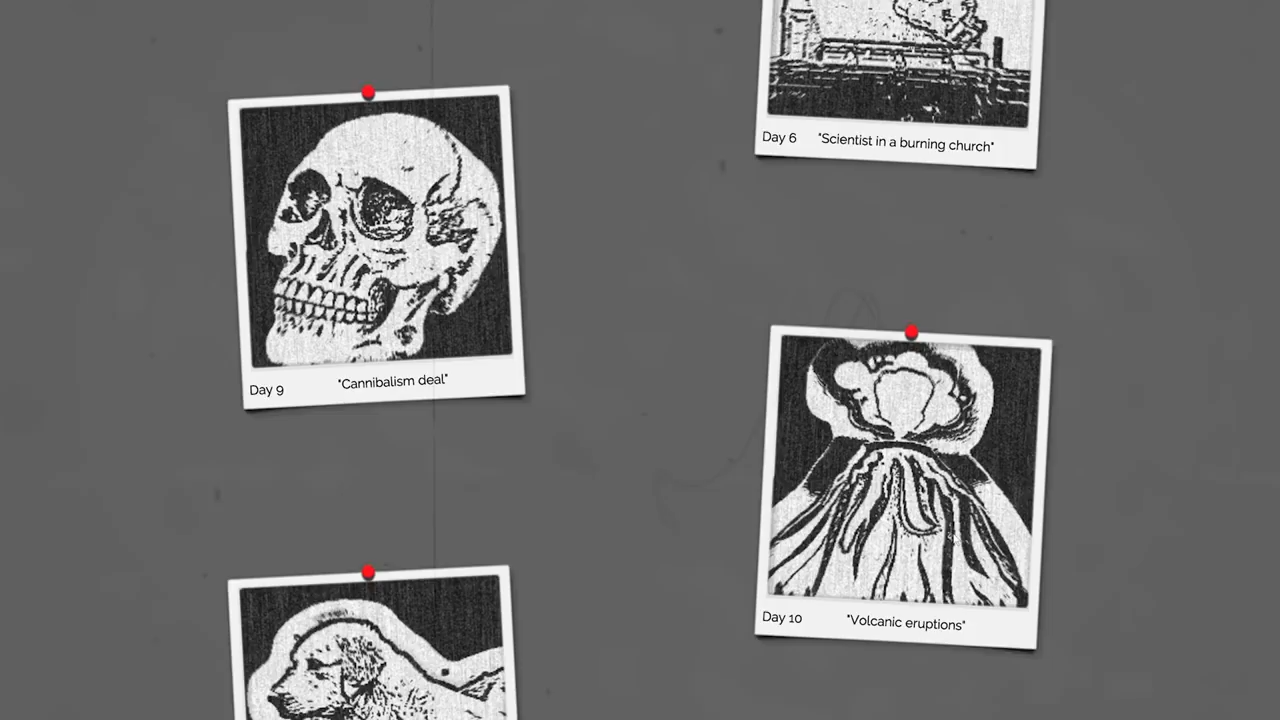 Day 6 "Scientist in a burning church"
Day 9 "Cannibalism deal"
Day 10 "Volcanic eruptions"